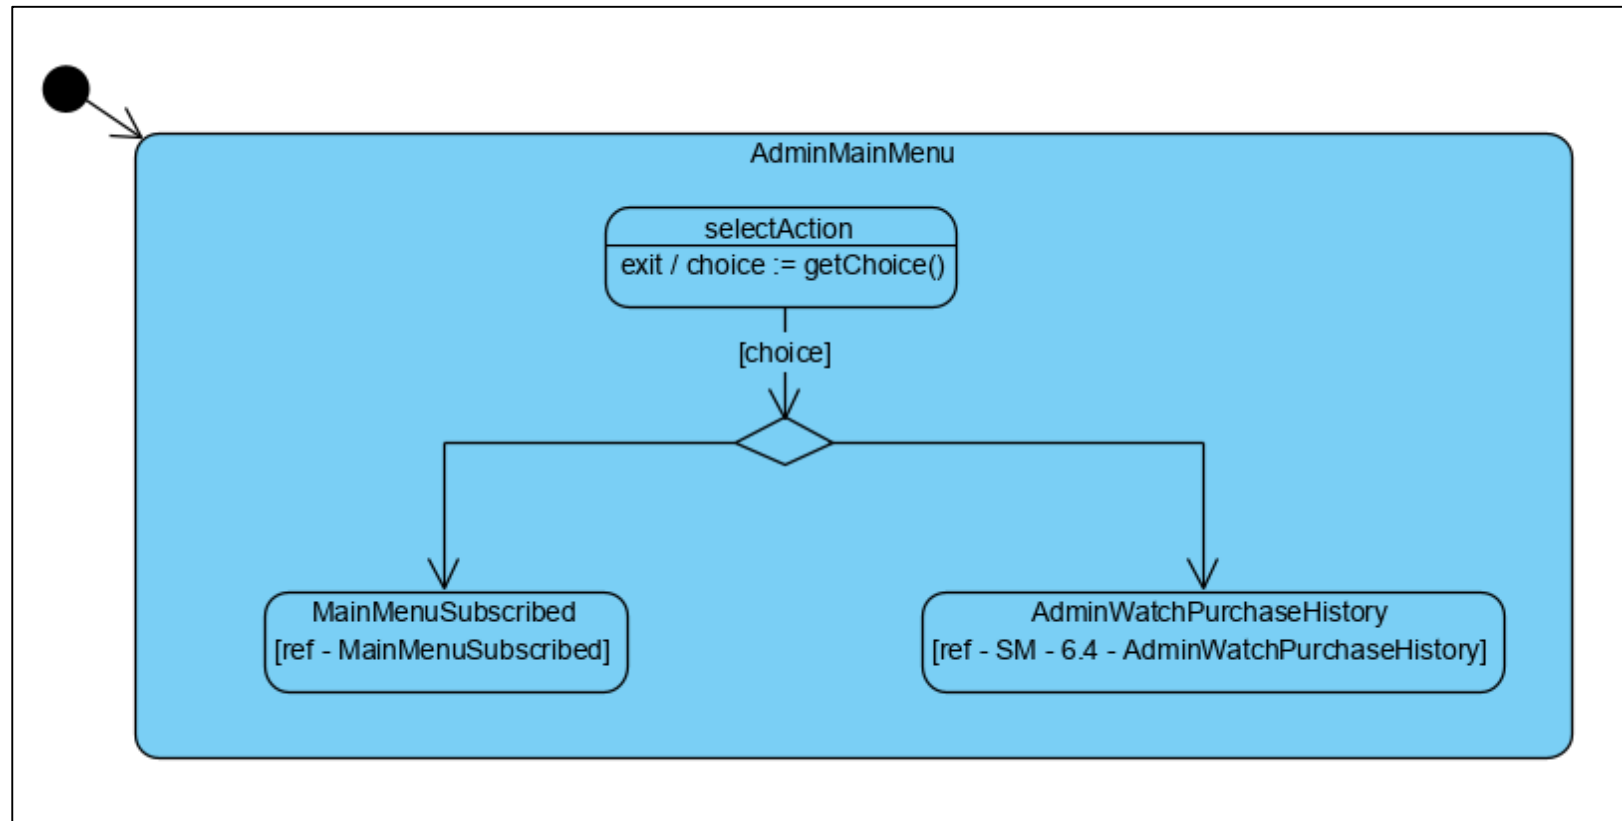 AdminMainMenu
selectAction
exit / choice := getChoice()
[choice]
MainMenuSubscribed
[ref - MainMenuSubscribed]
AdminWatchPurchaseHistory
[ref - SM - 6.4 - AdminWatchPurchaseHistory]